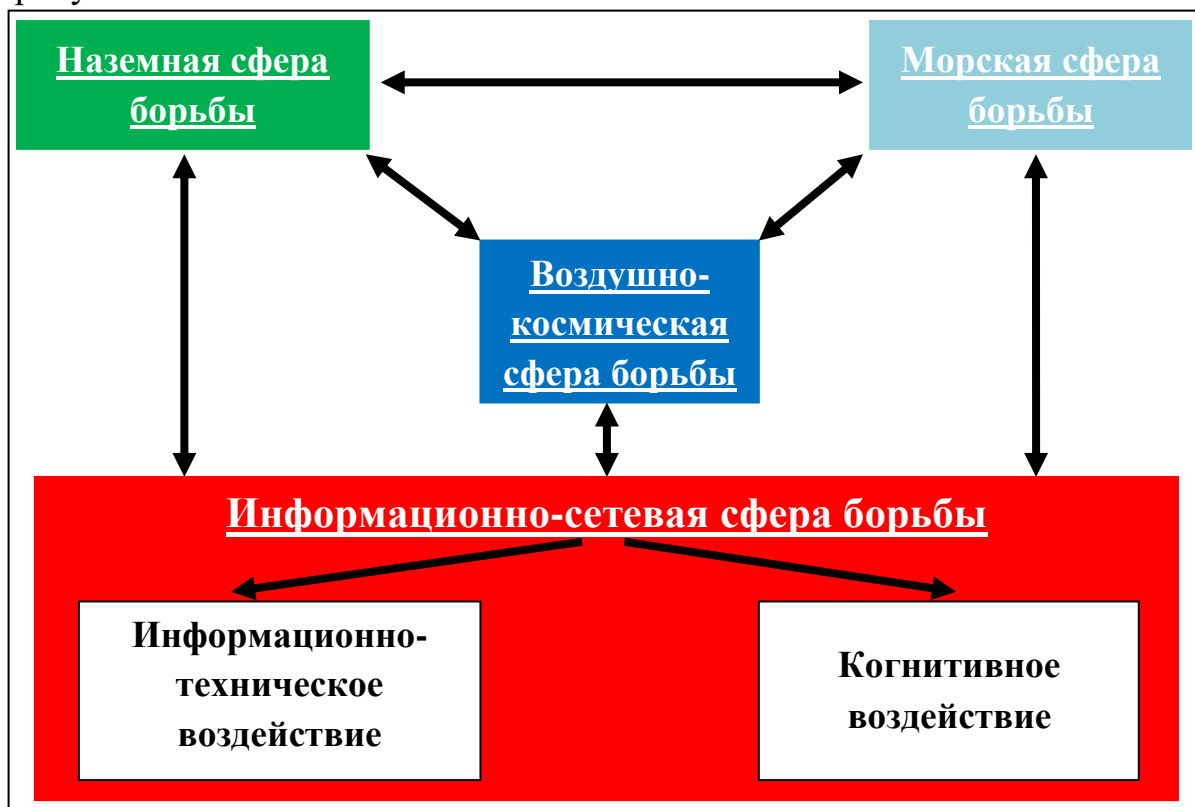 Наземная сфера
борьбы
Морская сфера
борьбы
Воздушно-
космическая
сфера борьбы
Информационно-сетевая сфера борьбы
Информационно-
техническое
воздействие
Когнитивное
воздействие